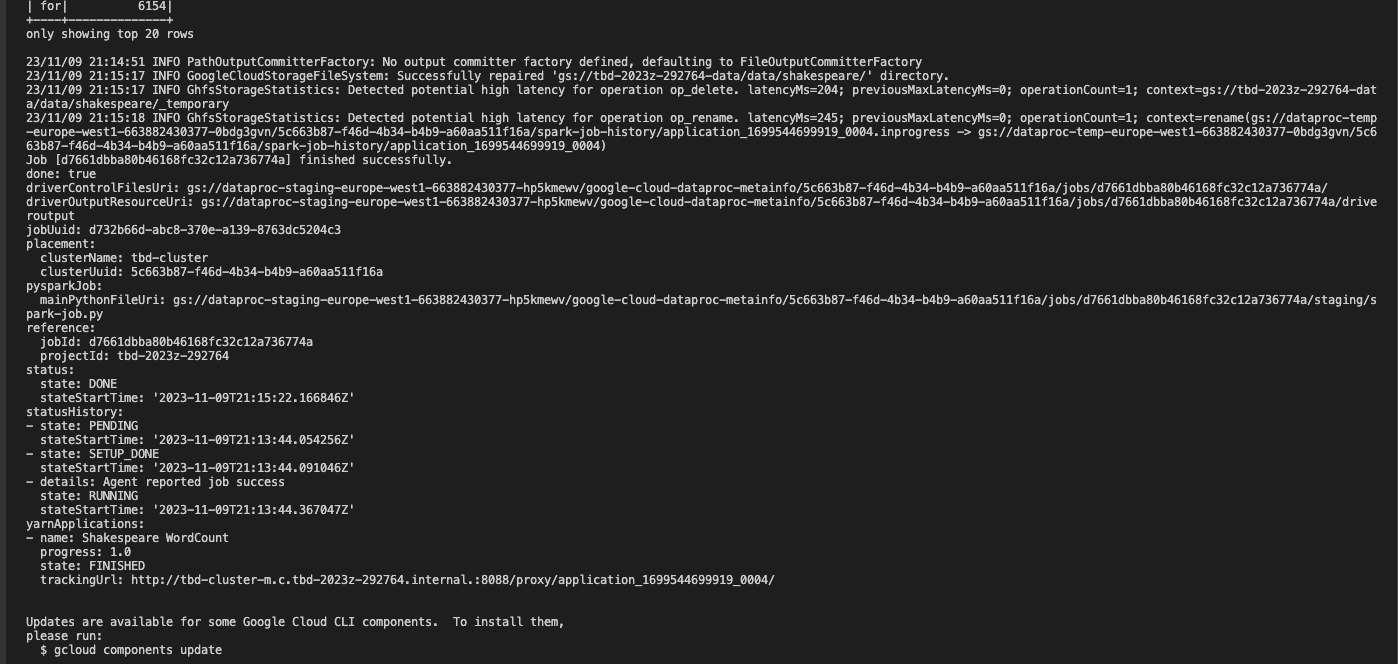 | for|          6154|
+----+--------------+
only showing top 20 rows
23/11/09 21:14:51 INFO PathOutputCommitterFactory: No output committer factory defined, defaulting to FileOutputCommitterFactory
23/11/09 21:15:17 INFO GoogleCloudStorageFileSystem: Successfully repaired 'gs://tbd-2023z-292764-data/data/shakespeare/' directory.
23/11/09 21:15:17 INFO GhfsStorageStatistics: Detected potential high latency for operation op_delete. latencyMs=204; previousMaxLatencyMs=0; operationCount=1; context=gs://tbd-2023z-292764-dat
a/data/shakespeare/_temporary
23/11/09 21:15:18 INFO GhfsStorageStatistics: Detected potential high latency for operation op_rename. latencyMs=245; previousMaxLatencyMs=0; operationCount=1; context=rename(gs://dataproc-temp
-europe-west1-663882430377-0bdg3gvn/5c663b87-f46d-4b34-b4b9-a60aa511f16a/spark-job-history/application_1699544699919_0004.inprogress -> gs://dataproc-temp-europe-west1-663882430377-0bdg3gvn/5c6
63b87-f46d-4b34-b4b9-a60aa511f16a/spark-job-history/application_1699544699919_0004)
Job [d7661dbba80b46168fc32c12a736774a] finished successfully.
done: true
driverControlFilesUri: gs://dataproc-staging-europe-west1-663882430377-hp5kmewv/google-cloud-dataproc-metainfo/5c663b87-f46d-4b34-b4b9-a60aa511f16a/jobs/d7661dbba80b46168fc32c12a736774a/
driverOutputResourceUri: gs://dataproc-staging-europe-west1-663882430377-hp5kmewv/google-cloud-dataproc-metainfo/5c663b87-f46d-4b34-b4b9-a60aa511f16a/jobs/d7661dbba80b46168fc32c12a736774a/drive
routput
jobUuid: d732b66d-abc8-370e-a139-8763dc5204c3
placement:
  clusterName: tbd-cluster
  clusterUuid: 5c663b87-f46d-4b34-b4b9-a60aa511f16a
pysparkJob:
  mainPythonFileUri: gs://dataproc-staging-europe-west1-663882430377-hp5kmewv/google-cloud-dataproc-metainfo/5c663b87-f46d-4b34-b4b9-a60aa511f16a/jobs/d7661dbba80b46168fc32c12a736774a/staging/s
park-job.py
reference:
  jobId: d7661dbba80b46168fc32c12a736774a
  projectId: tbd-2023z-292764
status:
  state: DONE
  stateStartTime: '2023-11-09T21:15:22.166846Z'
statusHistory:
- state: PENDING
  stateStartTime: '2023-11-09T21:13:44.054256Z'
- state: SETUP_DONE
  stateStartTime: '2023-11-09T21:13:44.091046Z'
- details: Agent reported job success
  state: RUNNING
  stateStartTime: '2023-11-09T21:13:44.367047Z'
yarnApplications:
- name: Shakespeare WordCount
  progress: 1.0
  state: FINISHED
  trackingUrl: http://tbd-cluster-m.c.tbd-2023z-292764.internal.:8088/proxy/application_1699544699919_0004/
Updates are available for some Google Cloud CLI components.  To install them,
please run:
  $ gcloud components update